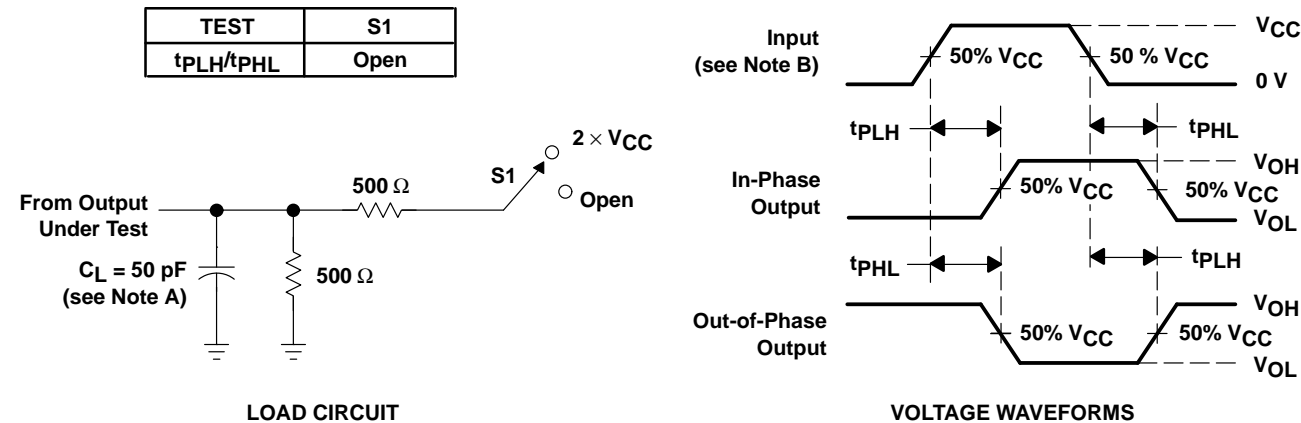 TEST S1
tPLH/tPHL Open
2 × VCC
S1
Open
500 Ω
From Output
Under Test
CL = 50 pF
(see Note A)
500 Ω
LOAD CIRCUIT
Input
(see Note B)
50% VCC
50 % VCC
VCC
0 V
tPLH
tPHL
In-Phase
Output
50% VCC
50% VCC
VOH
VOL
tPHL
tPLH
Out-of-Phase
Output
50% VCC
50% VCC
VOH
VOL
VOLTAGE WAVEFORMS